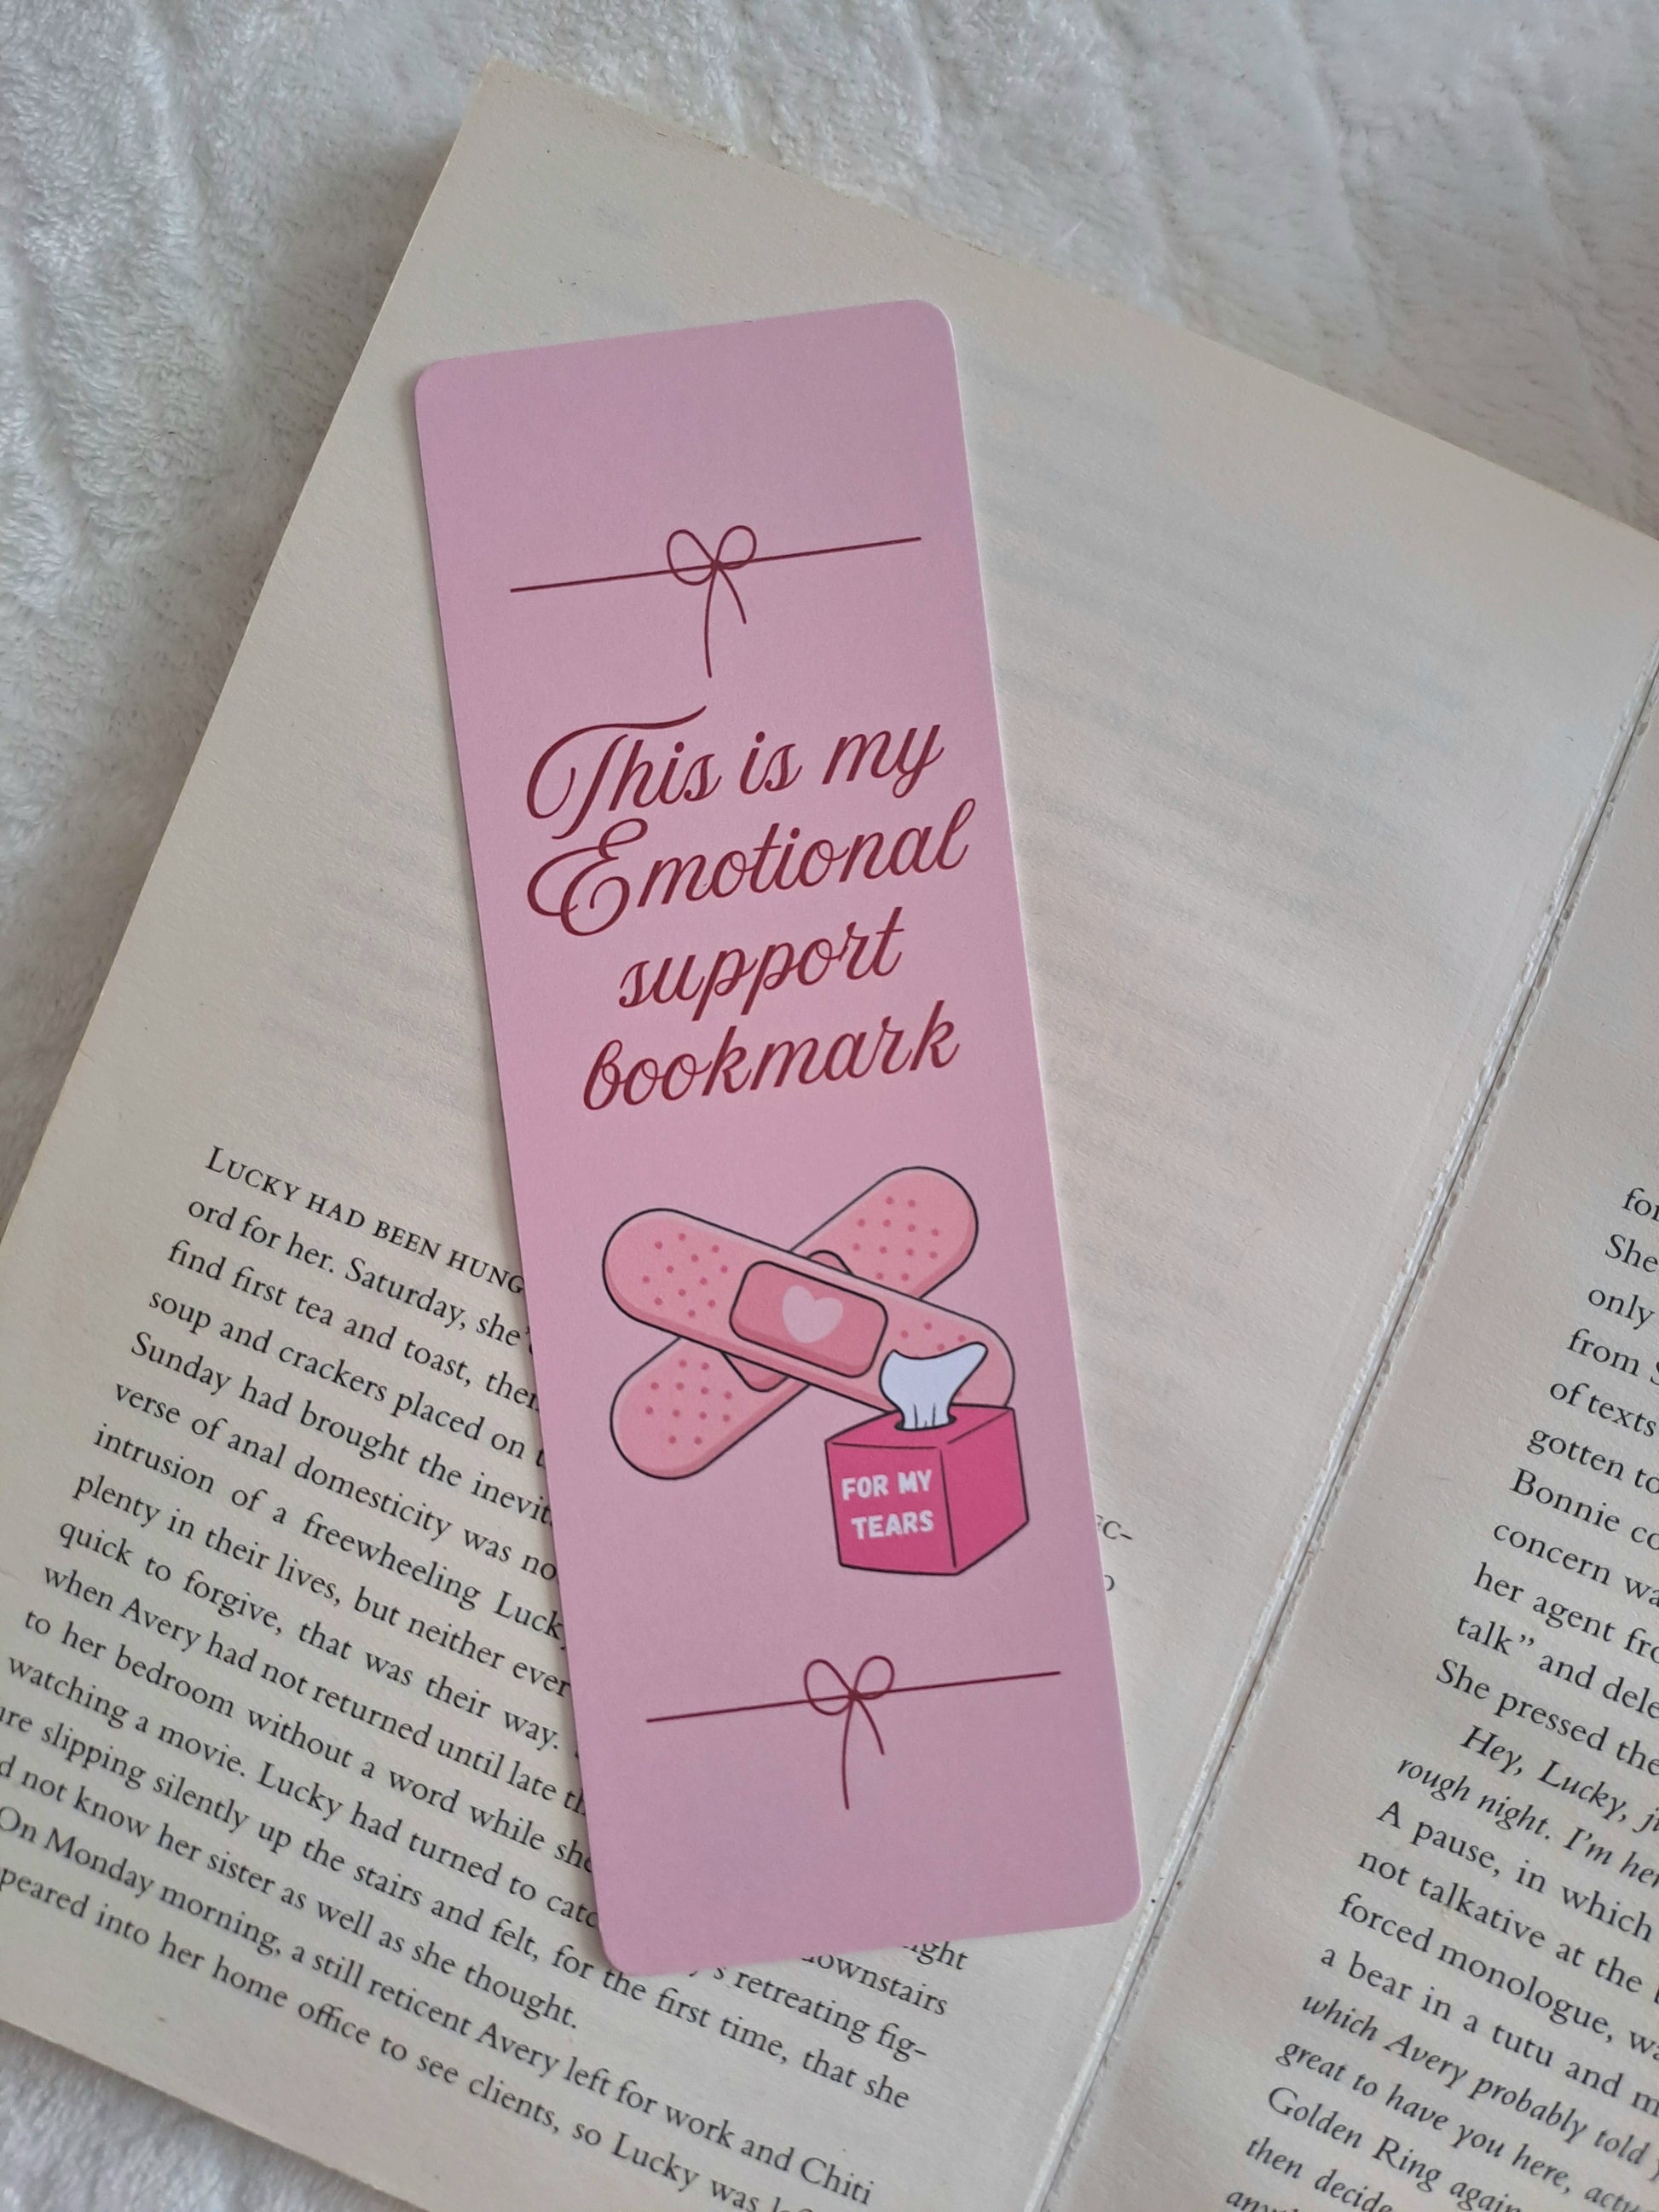 This is my
Emotional
support
bookmark
FOR MY
TEARS
LUCKY HAD BEEN HUNG
ord for her. Saturday, she'
find first tea and toast, then
soup and crackers placed on
Sunday had brought the inevit
verse of anal domesticity was no
intrusion of a freewheeling Lucky
plenty in their lives, but neither ever
quick to forgive, that was their way.
when Avery had not returned until late th
to her bedroom without a word while she
watching a movie. Lucky had turned to catc
ure slipping silently up the stairs and felt, for the first time, that she
d not know her sister as well as she thought.
On Monday morning, a still reticent Avery left for work and Chiti
peared into her home office to see clients, so Lucky was
ight
downstairs
's retreating fig-
for
She
only
from S
of texts
gotten to
Bonnie co
concern wa
her agent fro
talk” and dele
She pressed the
Hey, Lucky, ju
rough night. I'm her
A pause, in which
not talkative at the
forced monologue, wa
a bear in a tutu and m
which Avery probably told
great to have you here, actu
Golden Ring again
then decide